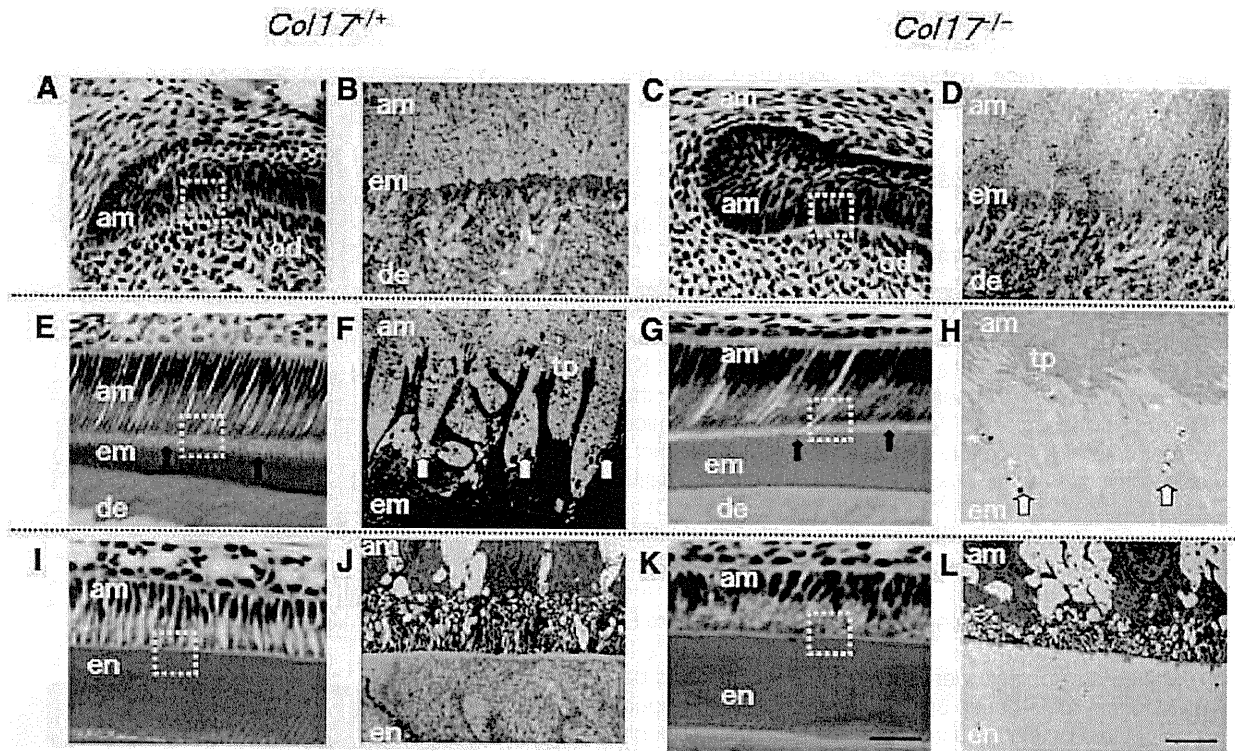 Col17+/+ Col17-/-
A B C D
am am am am
em em
am
od de od de
E F G H
am am am am
tp tp
em em em em
de de
I J K L
am am am am
en en en en